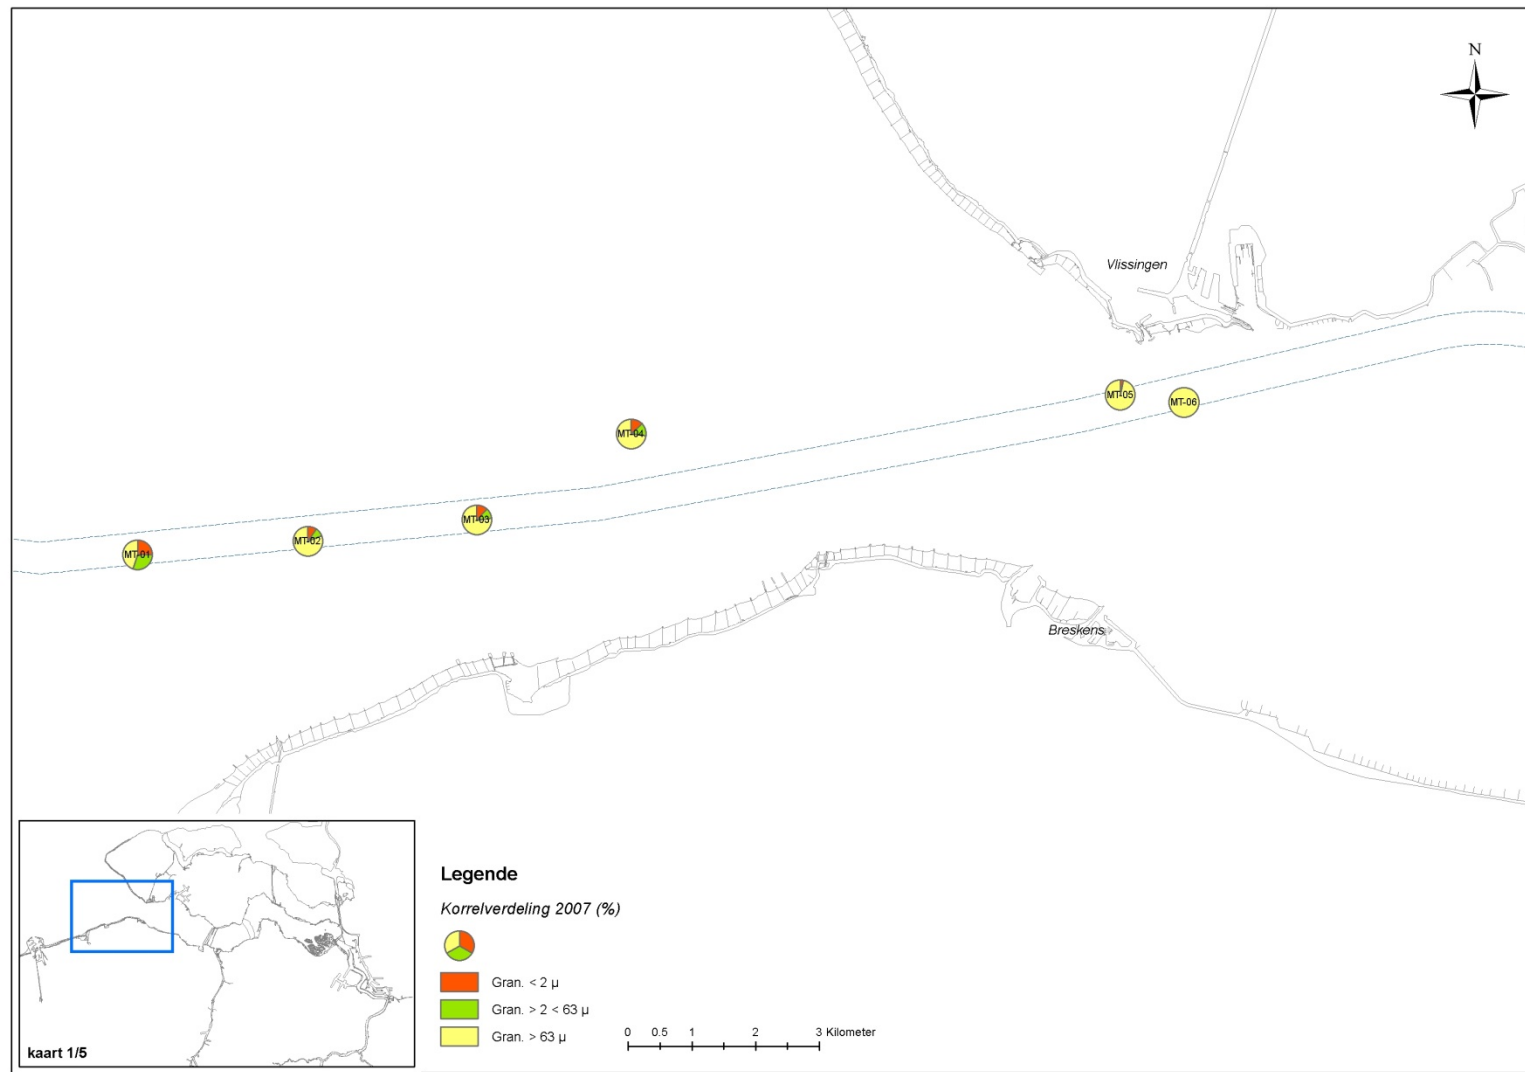 N
Vlissingen
MT-05
MT-06
MT-04
MT-03
MT-02
MT-01
Breskens
Legende
Korrelverdeling 2007 (%)
Gran. < 2 µ
Gran. > 2 < 63 µ
Gran. > 63 µ
0 0.5 1 2 3 Kilometer
kaart 1/5